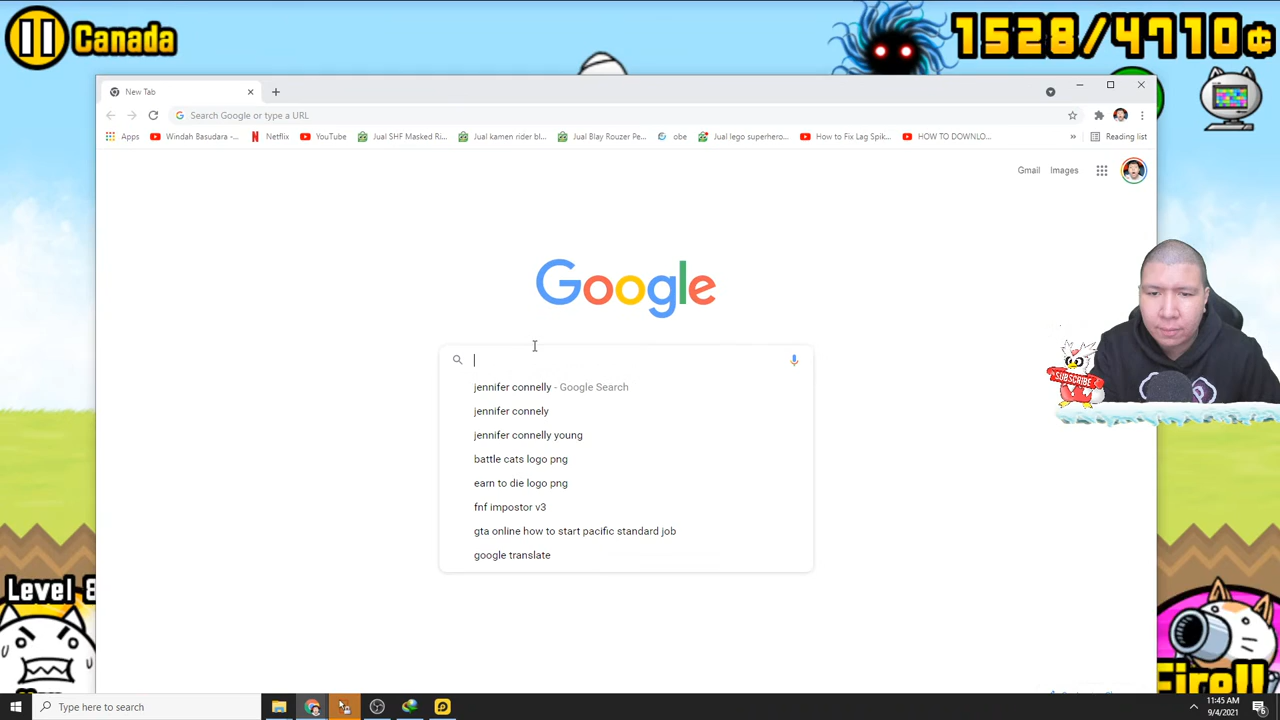 Canada
1528/4710¢
New Tab
Search Google or type a URL
Apps
Windah Basudara -...
Netflix
YouTube
Jual SHF Masked Ri...
Jual kamen rider bl...
Jual Blay Rouzer Pe...
obe
Jual lego superhero...
How to Fix Lag Spik...
HOW TO DOWNLO...
»
Reading list
Gmail
Images
Google
jennifer connelly - Google Search
jennifer connely
jennifer connelly young
battle cats logo png
earn to die logo png
fnf impostor v3
gta online how to start pacific standard job
google translate
SUBSCRIBE
Level 8
Fire!!
Type here to search
11:45 AM
9/4/2021
6